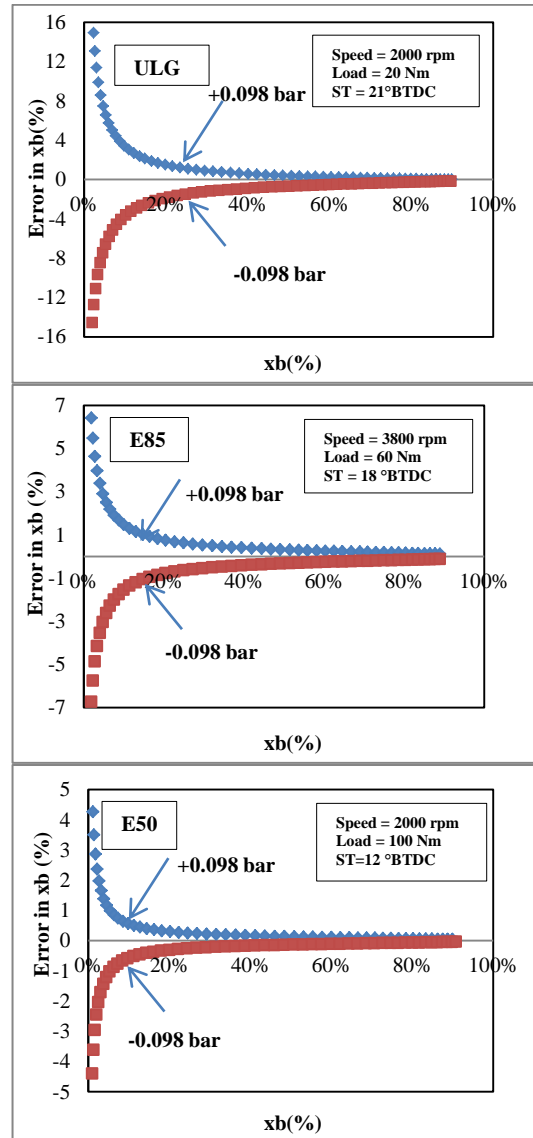 16
12
8
4
0
-4
-8
-12
-16
Error in xb(%)
ULG
Speed = 2000 rpm
Load = 20 Nm
ST = 21°BTDC
+0.098 bar
-0.098 bar
0%
20%
40%
60%
80%
100%
xb(%)
7
5
3
1
-1
-3
-5
-7
Error in xb (%)
E85
Speed = 3800 rpm
Load = 60 Nm
ST = 18 °BTDC
+0.098 bar
-0.098 bar
0%
20%
40%
60%
80%
100%
xb(%)
5
4
3
2
1
0
-1
-2
-3
-4
-5
Error in xb (%)
E50
Speed = 2000 rpm
Load = 100 Nm
ST=12 °BTDC
+0.098 bar
-0.098 bar
0%
20%
40%
60%
80%
100%
xb(%)